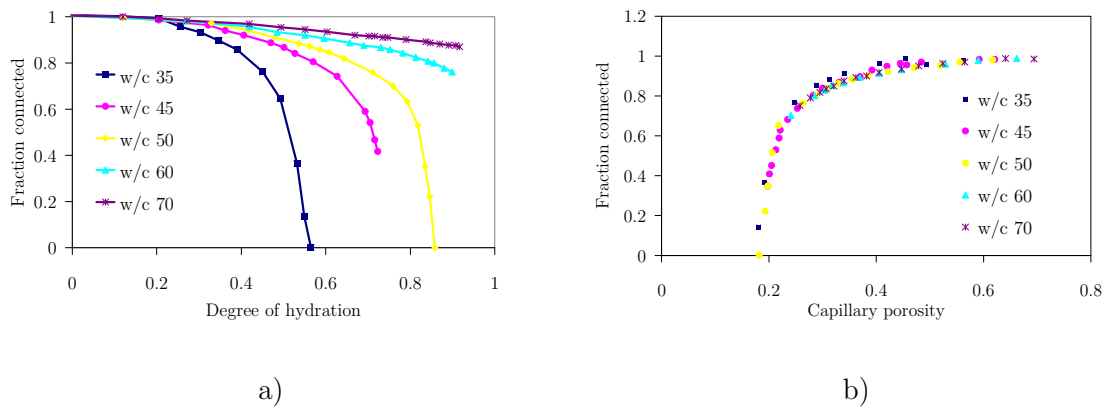 1
0.8
0.6
0.4
0.2
0
Fraction connected
w/c 35
w/c 45
w/c 50
w/c 60
w/c 70
0 0.2 0.4 0.6 0.8 1
Degree of hydration
a)
1.2
1
0.8
0.6
0.4
0.2
0
Fraction connected
w/c 35
w/c 45
w/c 50
w/c 60
w/c 70
0 0.2 0.4 0.6 0.8
Capillary porosity
b)